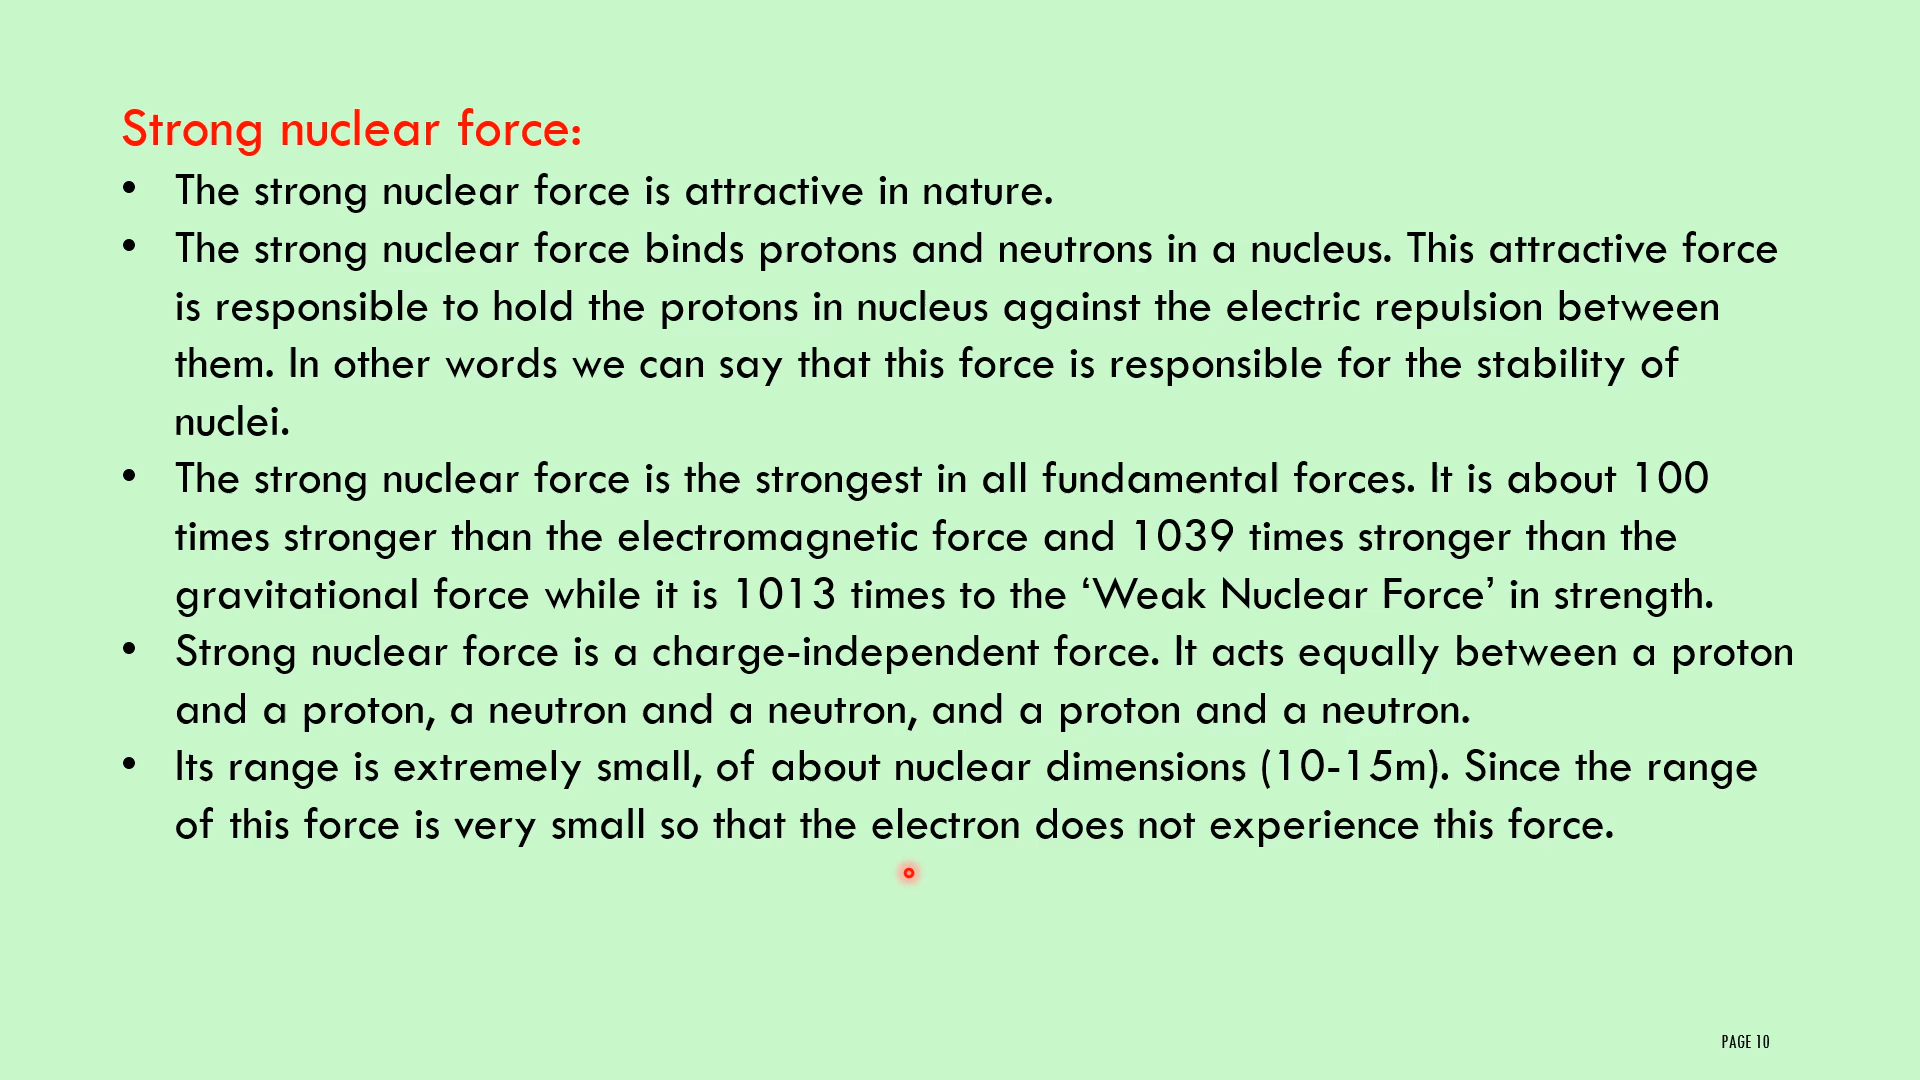 Strong nuclear force:
• The strong nuclear force is attractive in nature.
• The strong nuclear force binds protons and neutrons in a nucleus. This attractive force
is responsible to hold the protons in nucleus against the electric repulsion between
them. In other words we can say that this force is responsible for the stability of
nuclei.
• The strong nuclear force is the strongest in all fundamental forces. It is about 100
times stronger than the electromagnetic force and 1039 times stronger than the
gravitational force while it is 1013 times to the ‘Weak Nuclear Force’ in strength.
• Strong nuclear force is a charge-independent force. It acts equally between a proton
and a proton, a neutron and a neutron, and a proton and a neutron.
• Its range is extremely small, of about nuclear dimensions (10-15m). Since the range
of this force is very small so that the electron does not experience this force.
PAGE 10